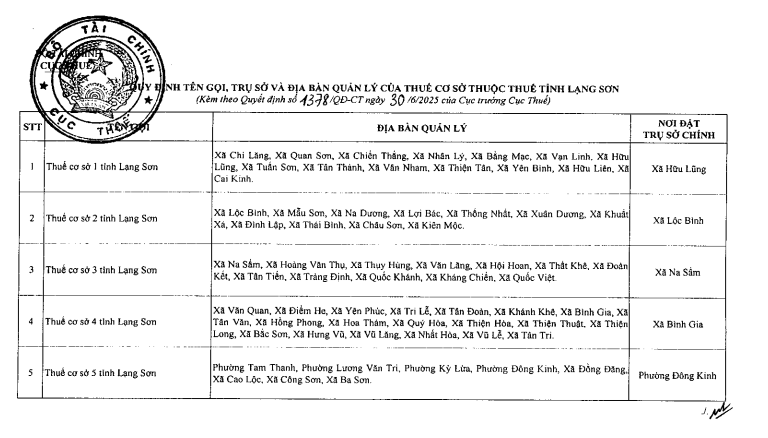 BỘ TÀI CHÍNH
CỤC THUẾ
QUY ĐỊNH TÊN GỌI, TRỤ SỞ VÀ ĐỊA BÀN QUẢN LÝ CỦA THUẾ CƠ SỞ THUỘC THUẾ TỈNH LẠNG SƠN
(Kèm theo Quyết định số 1378/QĐ-CT ngày 30/6/2025 của Cục trưởng Cục Thuế)
STT TÊN GỌI ĐỊA BÀN QUẢN LÝ NƠI ĐẶT TRỤ SỞ CHÍNH
1 Thuế cơ sở 1 tỉnh Lạng Sơn
Xã Chi Lăng, Xã Quan Sơn, Xã Chiến Thắng, Xã Nhân Lý, Xã Bằng Mạc, Xã Vạn Linh, Xã Hữu
Lũng, Xã Tuấn Sơn, Xã Tân Thành, Xã Vân Nham, Xã Thiện Tân, Xã Yên Bình, Xã Hữu Liên, Xã
Cai Kinh.
Xã Hữu Lũng
2 Thuế cơ sở 2 tỉnh Lạng Sơn
Xã Lộc Bình, Xã Mẫu Sơn, Xã Na Dương, Xã Lợi Bác, Xã Thống Nhất, Xã Xuân Dương, Xã Khuất
Xá, Xã Đình Lập, Xã Thái Bình, Xã Châu Sơn, Xã Kiên Mộc.
Xã Lộc Bình
3 Thuế cơ sở 3 tỉnh Lạng Sơn
Xã Na Sầm, Xã Hoàng Văn Thụ, Xã Thụy Hùng, Xã Văn Lãng, Xã Hội Hoan, Xã Thất Khê, Xã Đoàn
Kết, Xã Tân Tiến, Xã Tràng Định, Xã Quốc Khánh, Xã Kháng Chiến, Xã Quốc Việt.
Xã Na Sầm
4 Thuế cơ sở 4 tỉnh Lạng Sơn
Xã Văn Quan, Xã Điềm He, Xã Yên Phúc, Xã Tri Lễ, Xã Tân Đoàn, Xã Khánh Khê, Xã Bình Gia, Xã
Tân Văn, Xã Hồng Phong, Xã Hoa Thám, Xã Quý Hòa, Xã Thiện Hòa, Xã Thiện Thuật, Xã Thiện
Long, Xã Bắc Sơn, Xã Hưng Vũ, Xã Vũ Lăng, Xã Nhất Hòa, Xã Vũ Lễ, Xã Tân Tri.
Xã Bình Gia
5 Thuế cơ sở 5 tỉnh Lạng Sơn
Phường Tam Thanh, Phường Lương Văn Tri, Phường Kỳ Lừa, Phường Đông Kinh, Xã Đồng Đăng,
Xã Cao Lộc, Xã Công Sơn, Xã Ba Sơn.
Phường Đông Kinh